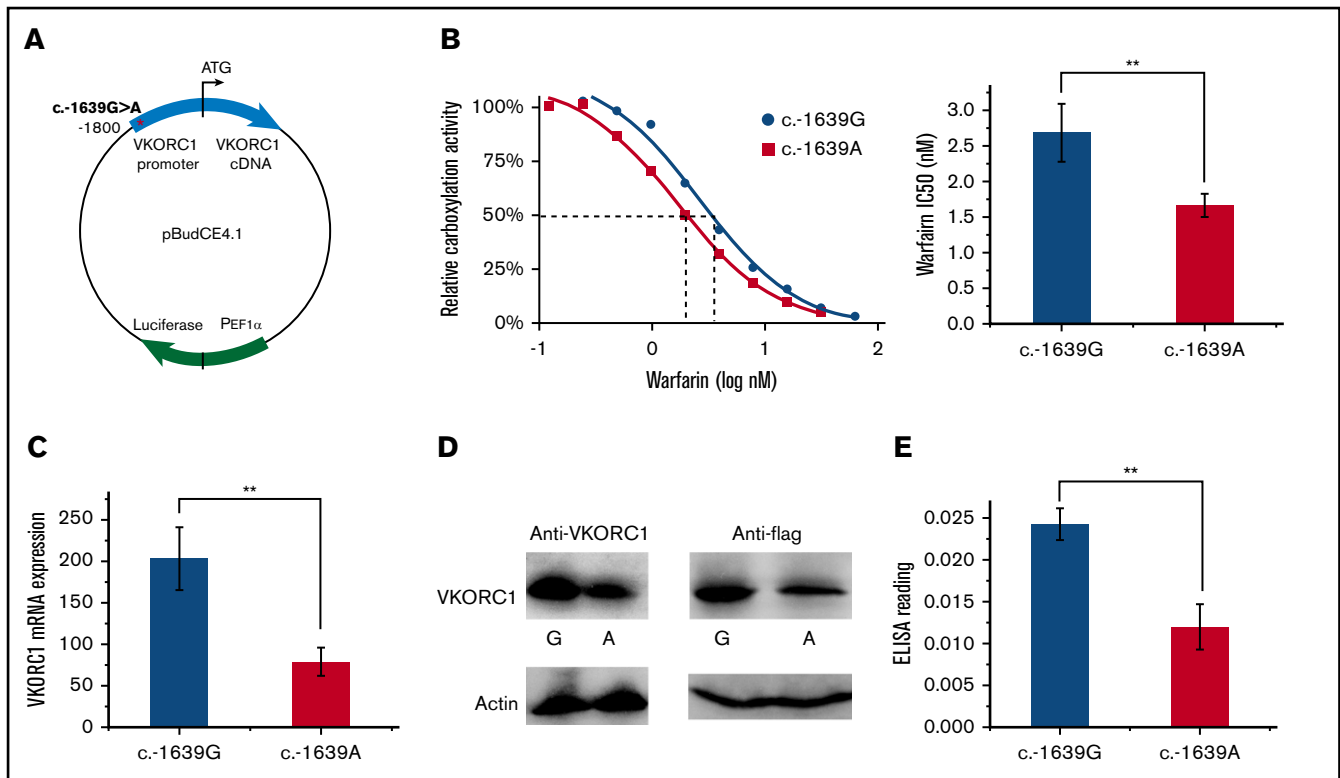 A
ATG
c.-1639G>A
-1800
*
VKORC1 promoter
VKORC1 cDNA
pBudCE4.1
Luciferase
PEF1α
B
Relative carboxylation activity
100%
75%
50%
25%
0%
-1
0
1
2
Warfarin (log nM)
c.-1639G
c.-1639A
Warfairn IC50 (nM)
3.0
2.5
2.0
1.5
1.0
0.5
0.0
**
c.-1639G
c.-1639A
C
VKORC1 mRNA expression
250
200
150
100
50
0
**
c.-1639G
c.-1639A
D
Anti-VKORC1
Anti-flag
VKORC1
G
A
G
A
Actin
E
ELISA reading
0.025
0.020
0.015
0.010
0.005
0.000
**
c.-1639G
c.-1639A